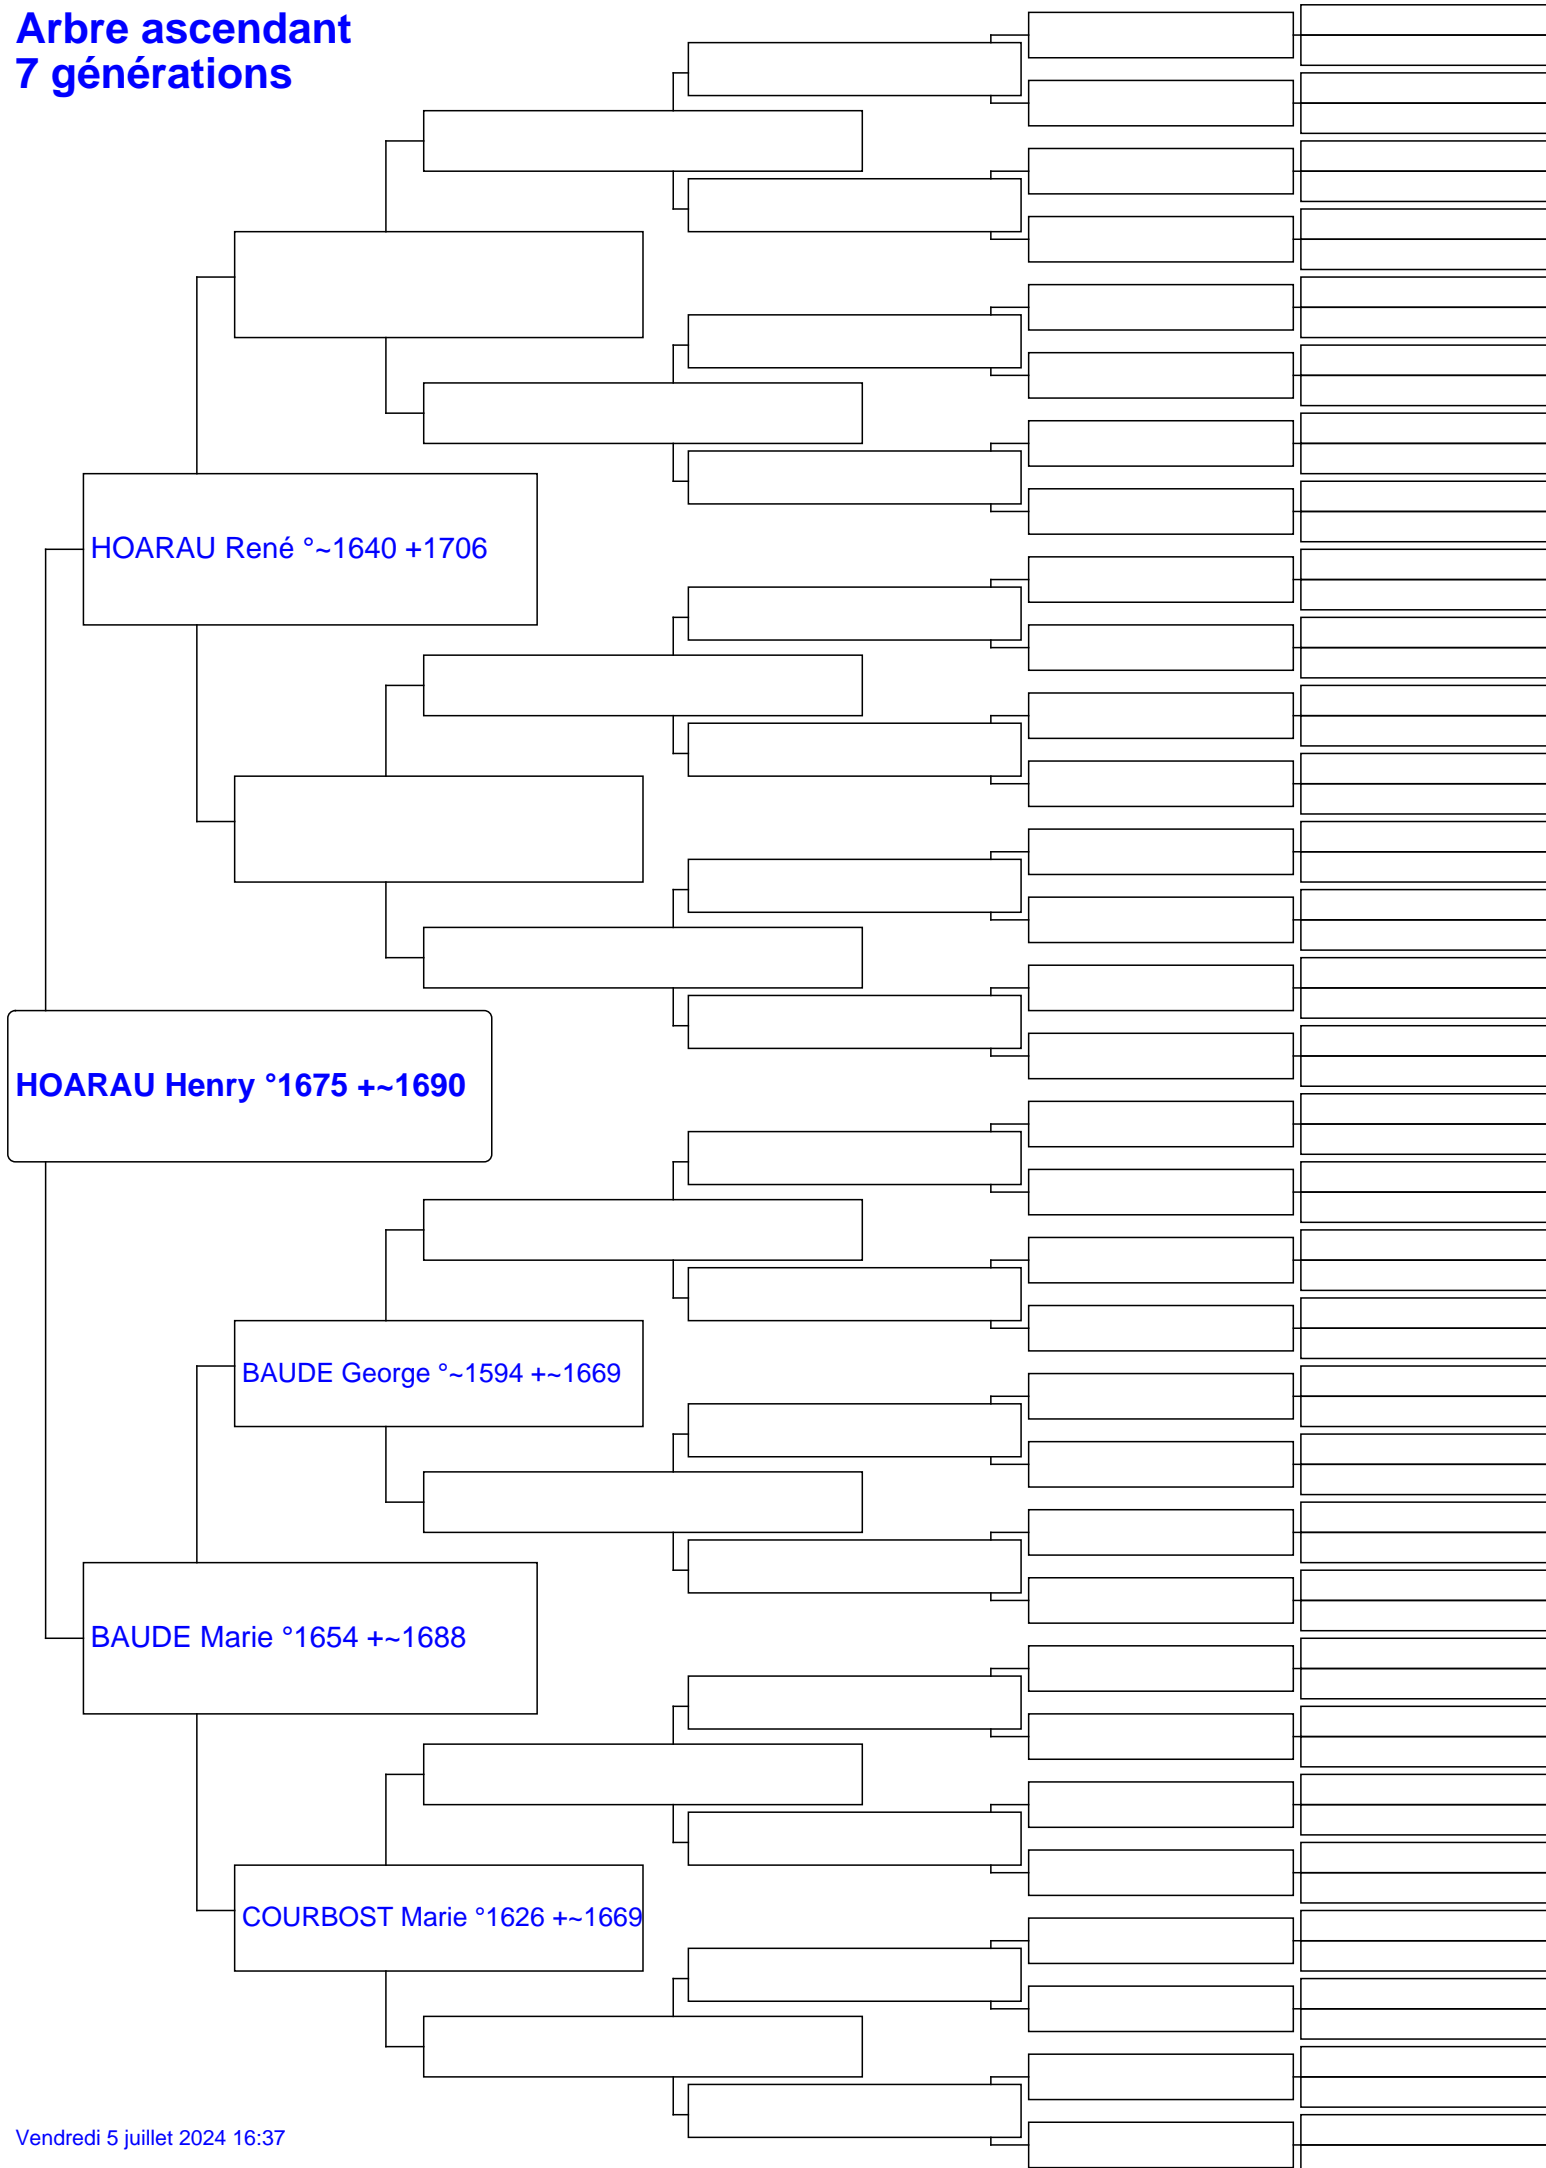 Arbre ascendant
7 générations
HOARAU René °~1640 +1706
HOARAU Henry °1675 +~1690
BAUDE George °~1594 +~1669
BAUDE Marie °1654 +~1688
COURBOST Marie °1626 +~1669
Vendredi 5 juillet 2024 16:37